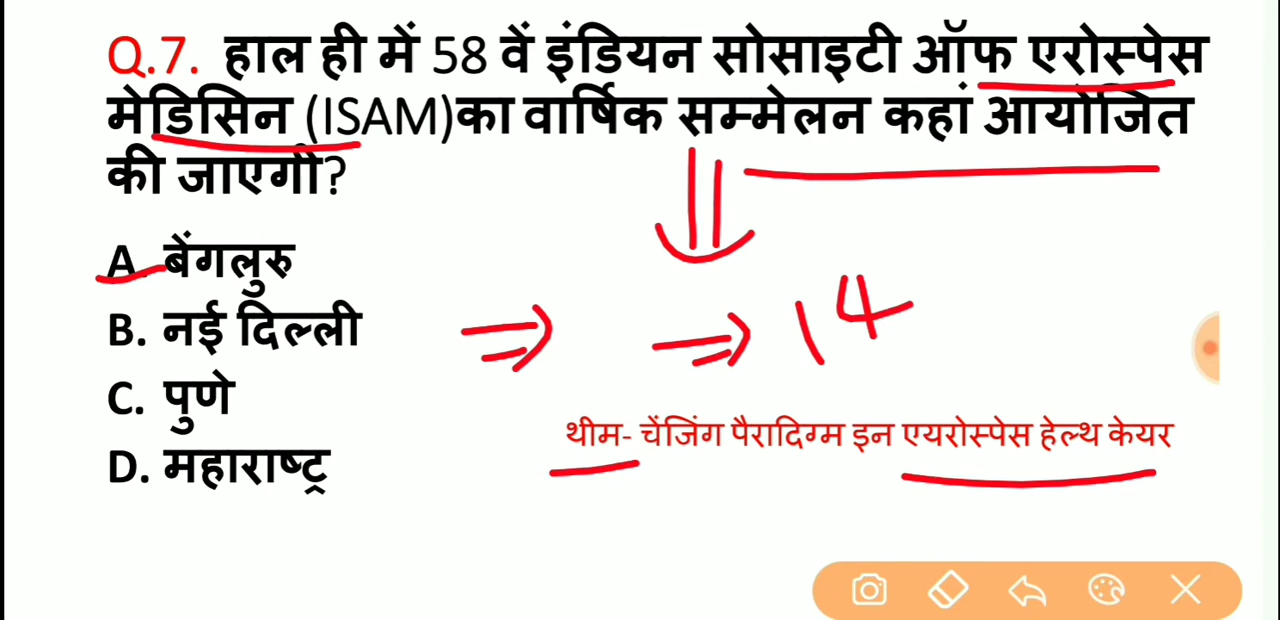 Q.7. हाल ही में 58 वें इंडियन सोसाइटी ऑफ एरोस्पेस
मेडिसिन (ISAM)का वार्षिक सम्मेलन कहां आयोजित
की जाएगी?
A. बेंगलुरु
B. नई दिल्ली
14
C. पुणे
थीम- चेंजिंग पैरादिग्म इन एयरोस्पेस हेल्थ केयर
D. महाराष्ट्र